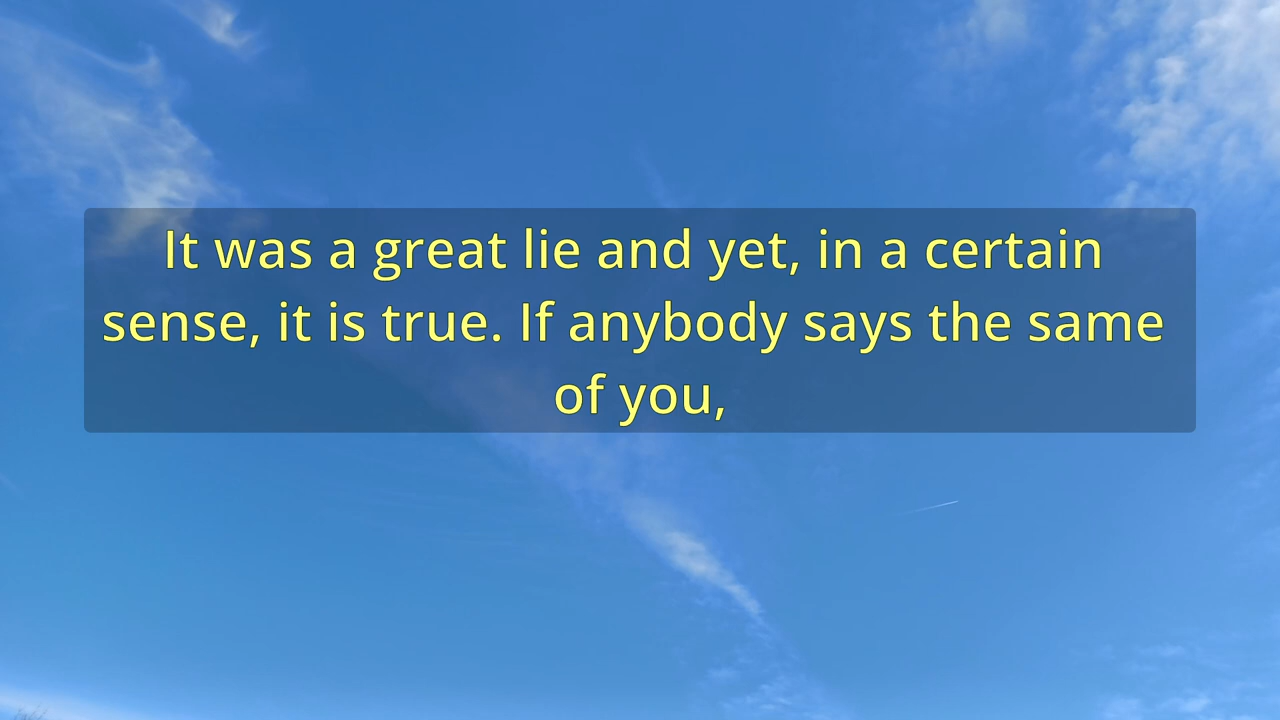 It was a great lie and yet, in a certain
sense, it is true. If anybody says the same
of you,